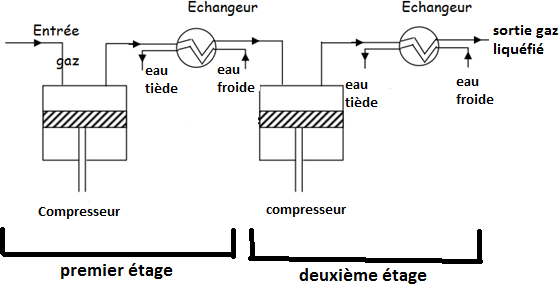 Echangeur
Echangeur
Entrée
gaz
sortie gaz
liquéfié
eau
tiède
eau
froide
eau
tiède
eau
froide
Compresseur
compresseur
premier étage
deuxième étage